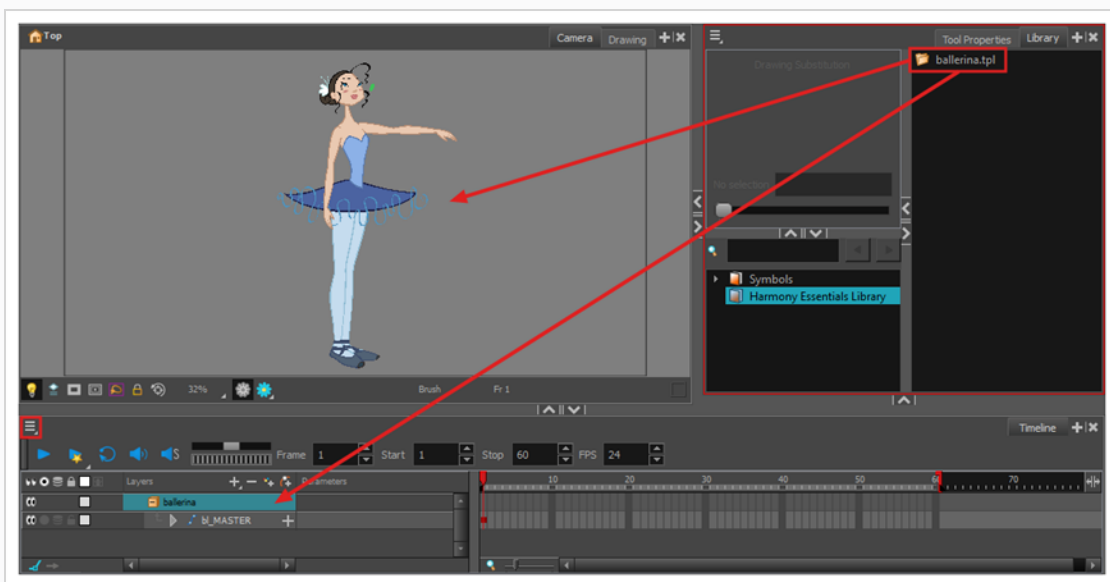 Top
Camera Drawing
Tool Properties Library
Drawing Substitution
ballerina.tpl
No selection
Symbols
Harmony Essentials Library
32% Brush Fr 1
Timeline
S Frame 1 Start 1 Stop 60 FPS 24
Layers Parameters 10 20 30 40 50 60 70
ballerina
bl_MASTER